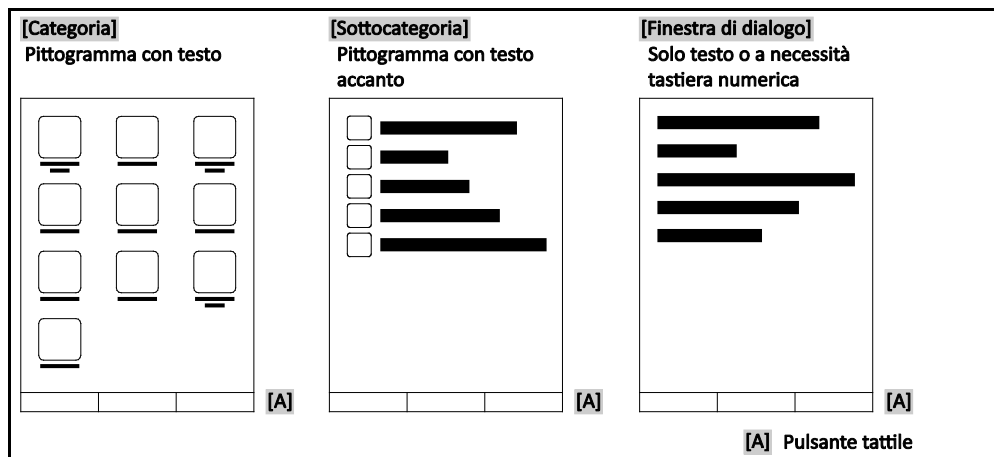 [Categoria]
Pittogramma con testo
[Sottocategoria]
Pittogramma con testo
accanto
[Finestra di dialogo]
Solo testo o a necessità
tastiera numerica
[A]
[A]
[A]
[A] Pulsante tattile